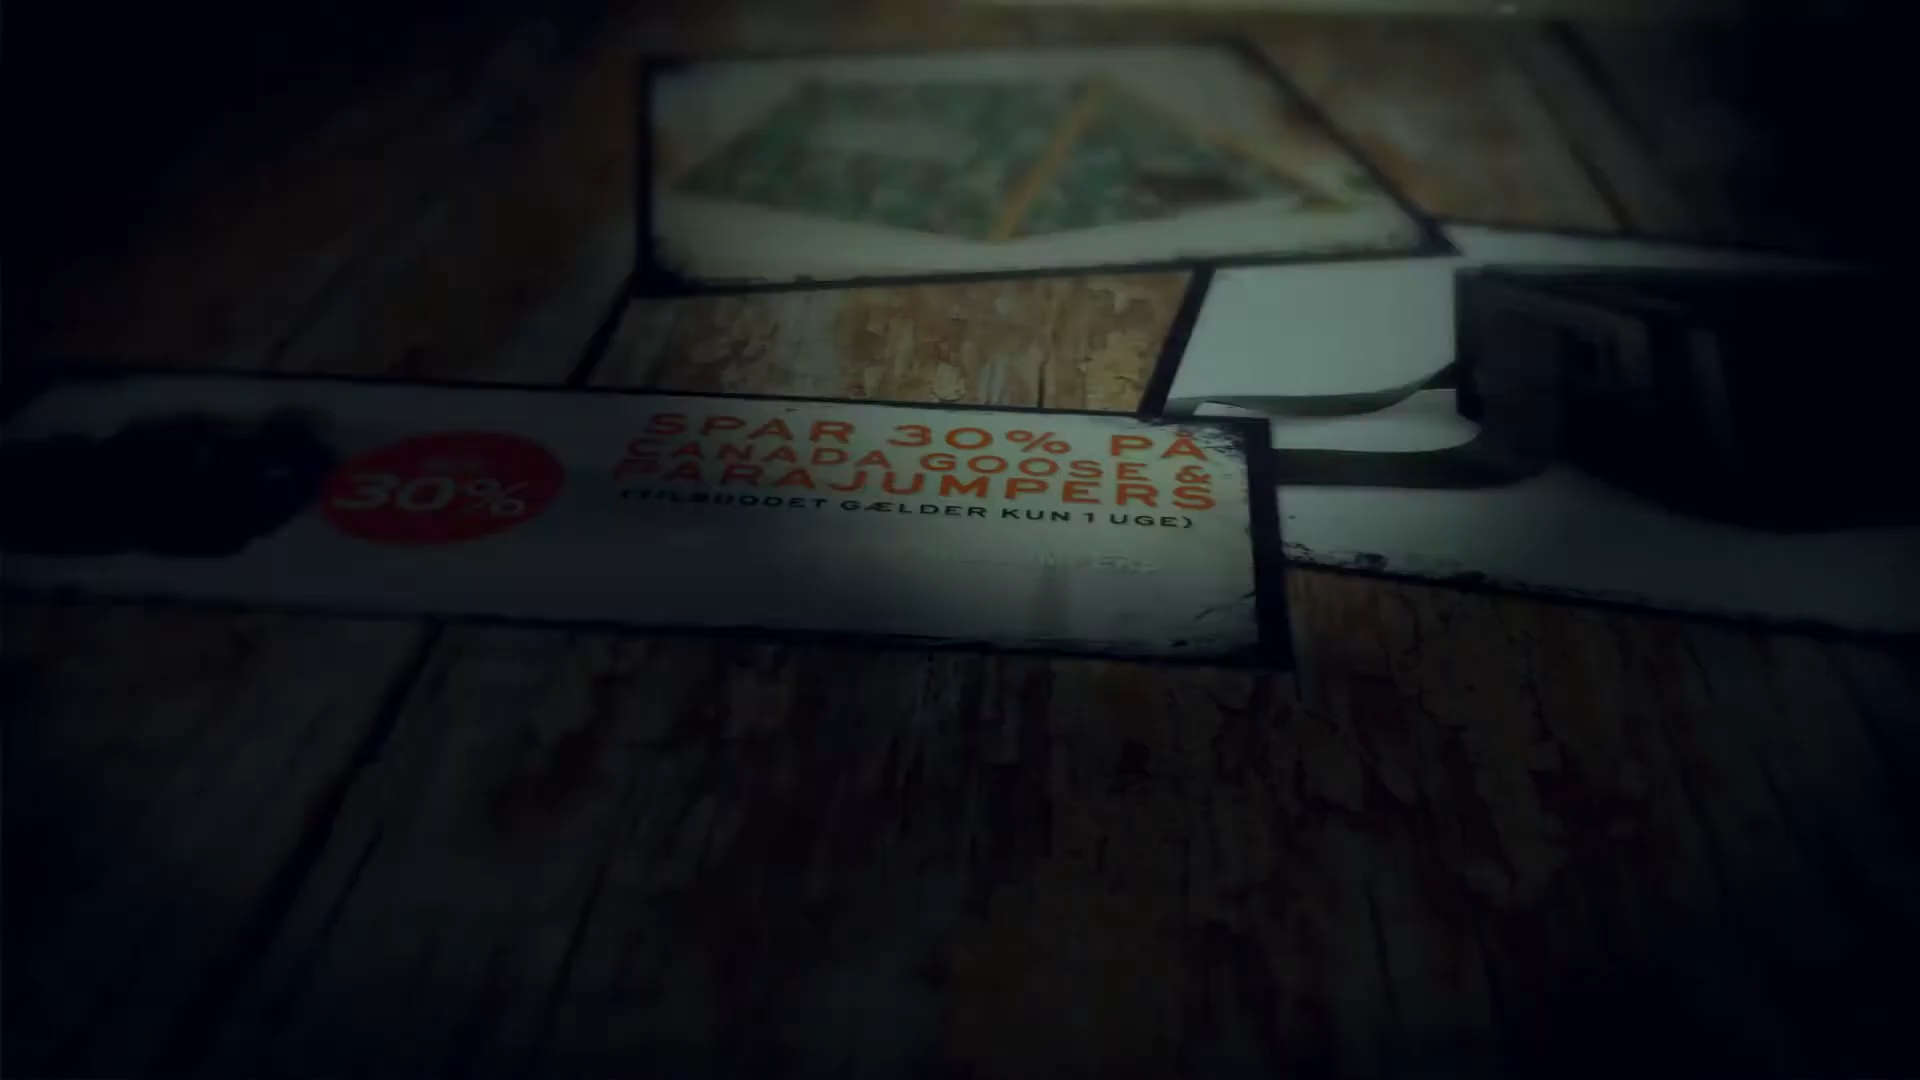 30%
SPAR 30% PÅ
CANADA GOOSE &
PARAJUMPERS
(TILBUDDET GÆLDER KUN 1 UGE)